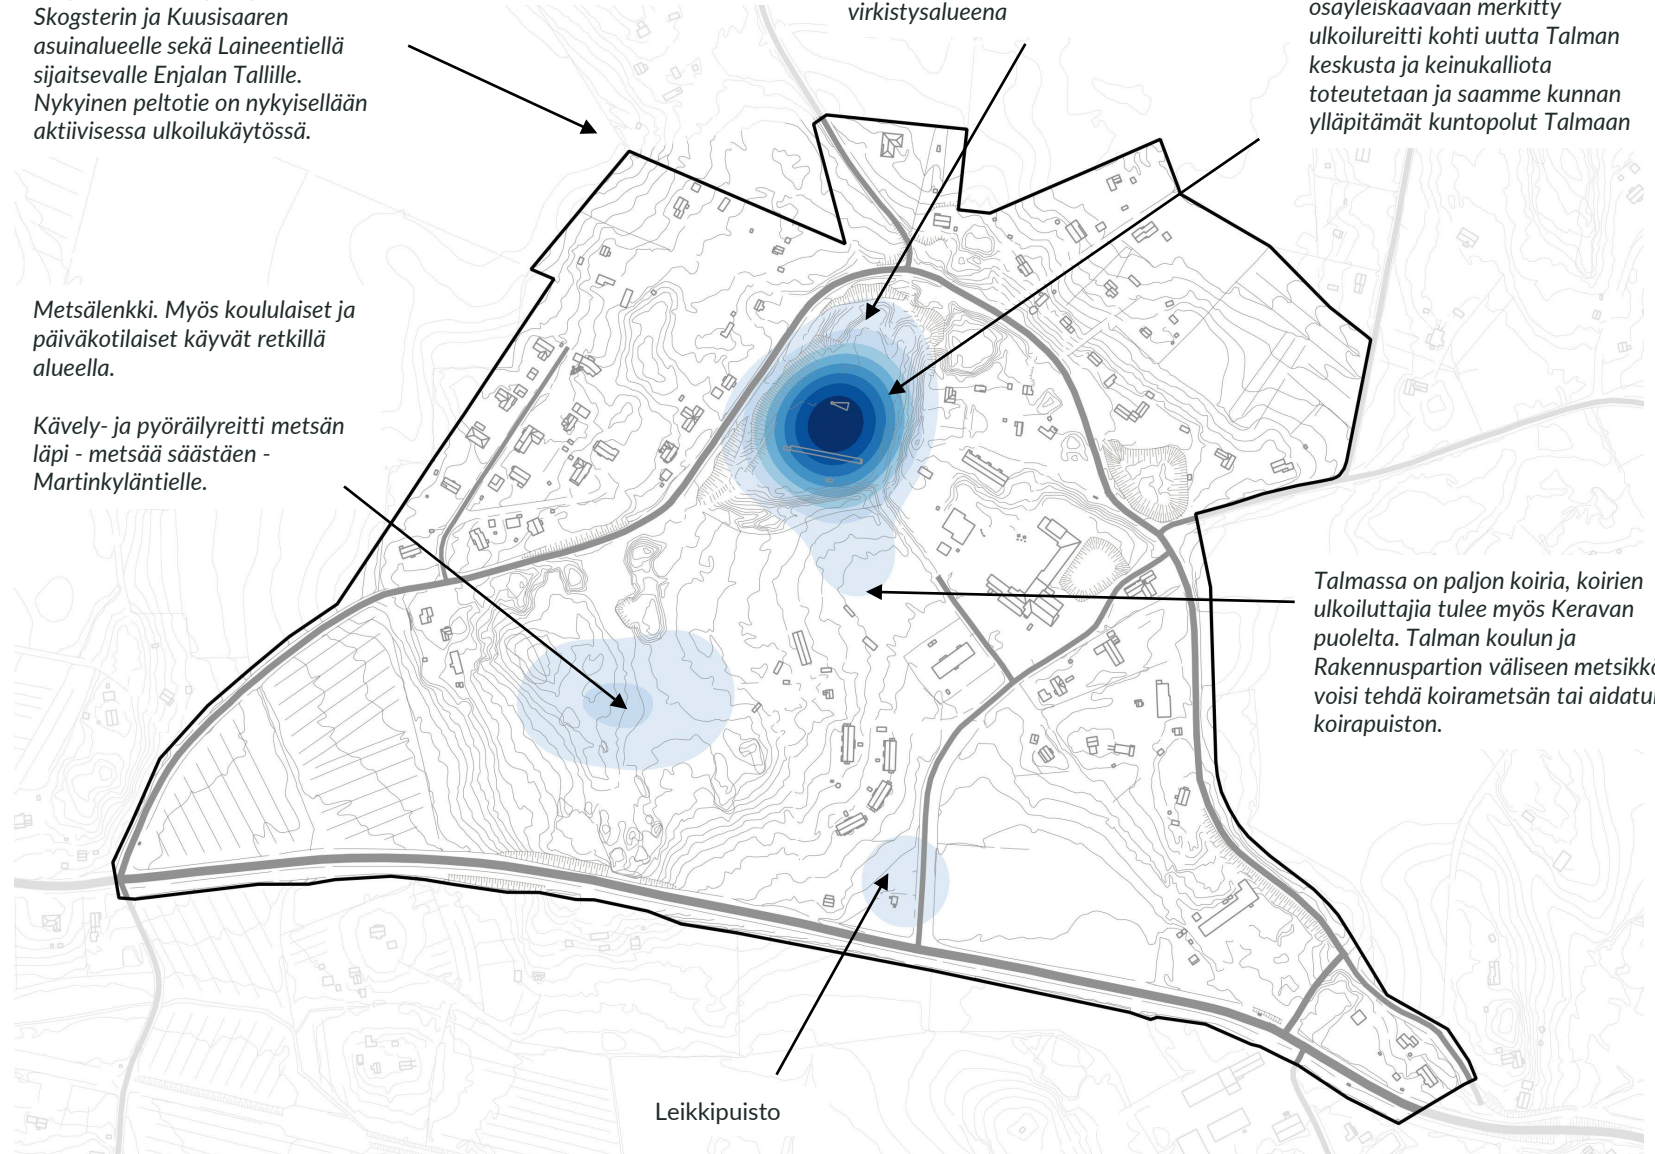 Skogsterin ja Kuusisaaren
asuinalueelle sekä Laineentiellä
sijaitsevalle Enjalan Tallille.
Nykyinen peltotie on nykyisellään
aktiivisessa ulkoilukäytössä.
virkistysalueena
osayleiskaavaan merkitty
ulkoilureitti kohti uutta Talman
keskusta ja keinukalliota
toteutetaan ja saamme kunnan
ylläpitämät kuntopolut Talmaan
Metsälenkki. Myös koululaiset ja
päiväkotilaiset käyvät retkillä
alueella.
Kävely- ja pyöräilyreitti metsän
läpi - metsää säästäen -
Martinkyläntielle.
Talmassa on paljon koiria, koirien
ulkoiluttajia tulee myös Keravan
puolelta. Talman koulun ja
Rakennuspartion väliseen
voisi tehdä koirametsän tai
koirapuiston.
Leikkipuisto